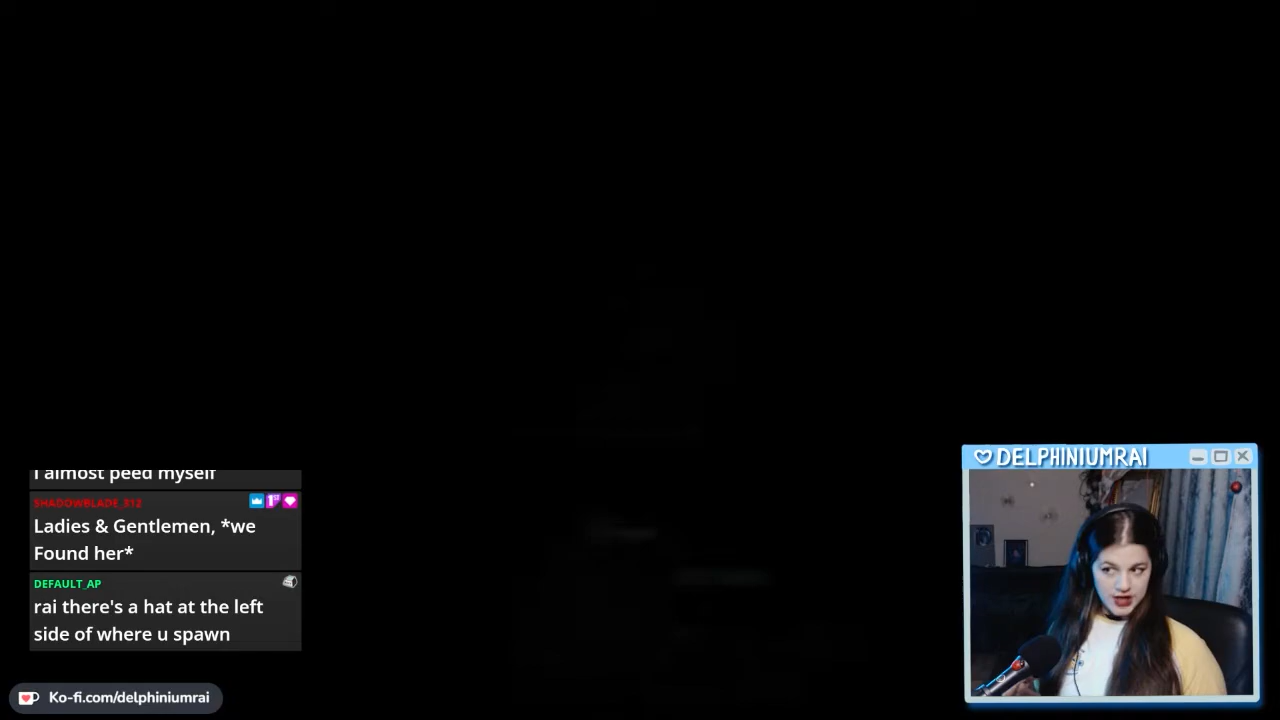 I almost peed myself
SHADOWBLADE_312
Ladies & Gentlemen, *we
Found her*
DEFAULT_AP
rai there's a hat at the left
side of where u spawn
Ko-fi.com/delphiniumrai
DELPHINIUMRAI